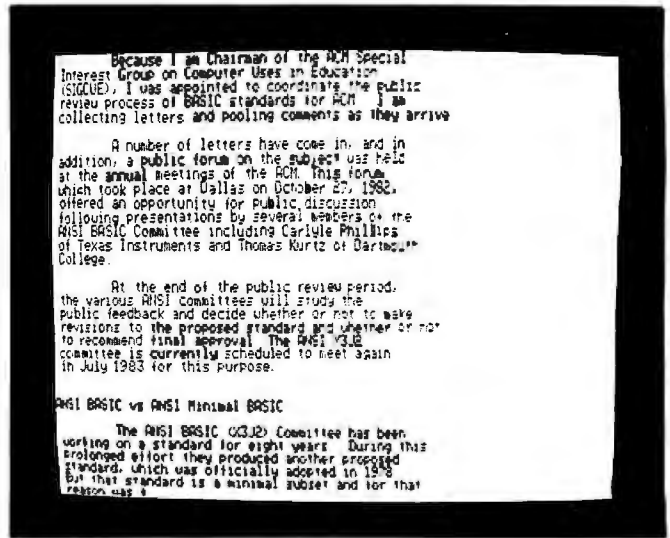 Because I am Chairman of the ACM Special
Interest Group on Computer Uses in Education
(SIGCUE), I was appointed to coordinate the public
review process of BASIC standards for ACM I am
collecting letters and pooling comments as they arrive
A number of letters have come in, and in
addition, a public forum on the subject was held
at the annual meetings of the ACM. This forum
which took place at Dallas on October 27, 1982,
offered an opportunity for public discussion
following presentations by several members of the
ANSI BASIC Committee including Carlyle Phillips
of Texas Instruments and Thomas Kurtz of Dartmouth
College.
At the end of the public review period,
the various ANSI committees will study the
public feedback and decide whether or not to make
revisions to the proposed standard and whether or not
to recommend final approval The ANSI X3J2
committee is currently scheduled to meet again
in July 1983 for this purpose.
ANSI BASIC vs ANSI Minimal BASIC
The ANSI BASIC (X3J2) Committee has been
working on a standard for eight years During this
prolonged effort they produced another proposed
standard, which was officially adopted in 1978
But that standard is a minimal subset and for that
reason was